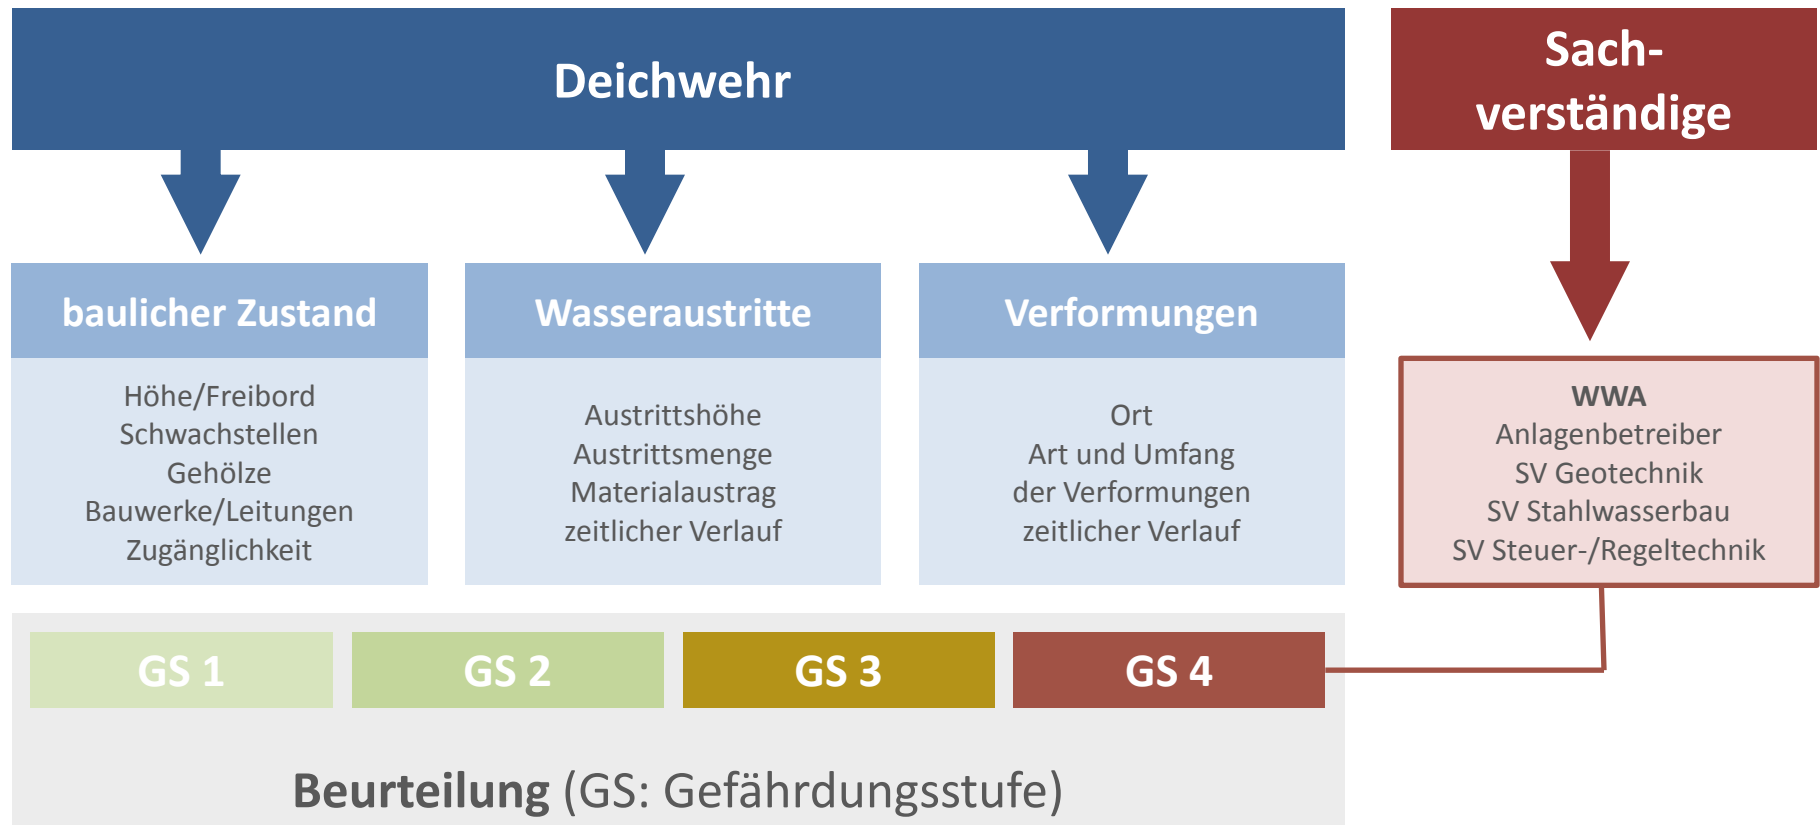 Deichwehr
Sach-
verständige
baulicher Zustand
Höhe/Freibord
Schwachstellen
Gehölze
Bauwerke/Leitungen
Zugänglichkeit
Wasseraustritte
Austrittshöhe
Austrittsmenge
Materialaustrag
zeitlicher Verlauf
Verformungen
Ort
Art und Umfang
der Verformungen
zeitlicher Verlauf
WWA
Anlagenbetreiber
SV Geotechnik
SV Stahlwasserbau
SV Steuer-/Regeltechnik
GS 1
GS 2
GS 3
GS 4
Beurteilung (GS: Gefährdungsstufe)